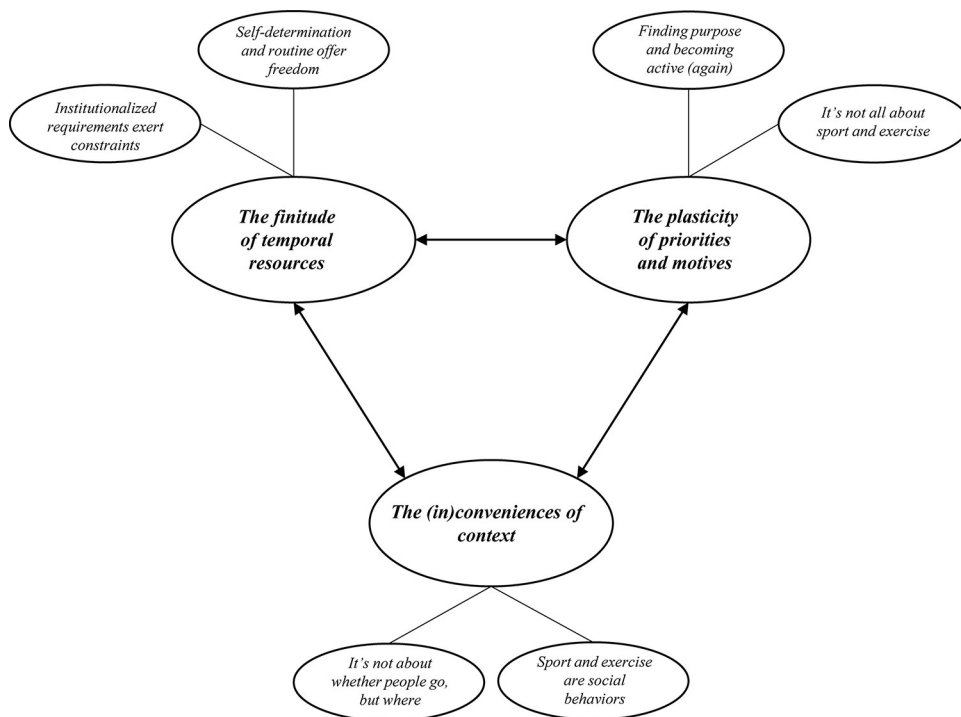 Self-determination
and routine offer
freedom
Finding purpose
and becoming
active (again)
Institutionalized
requirements exert
constraints
It's not all about
sport and exercise
The finitude
of temporal
resources
The plasticity
of priorities
and motives
The (in)conveniences of
context
It's not about
whether people go,
but where
Sport and exercise
are social
behaviors